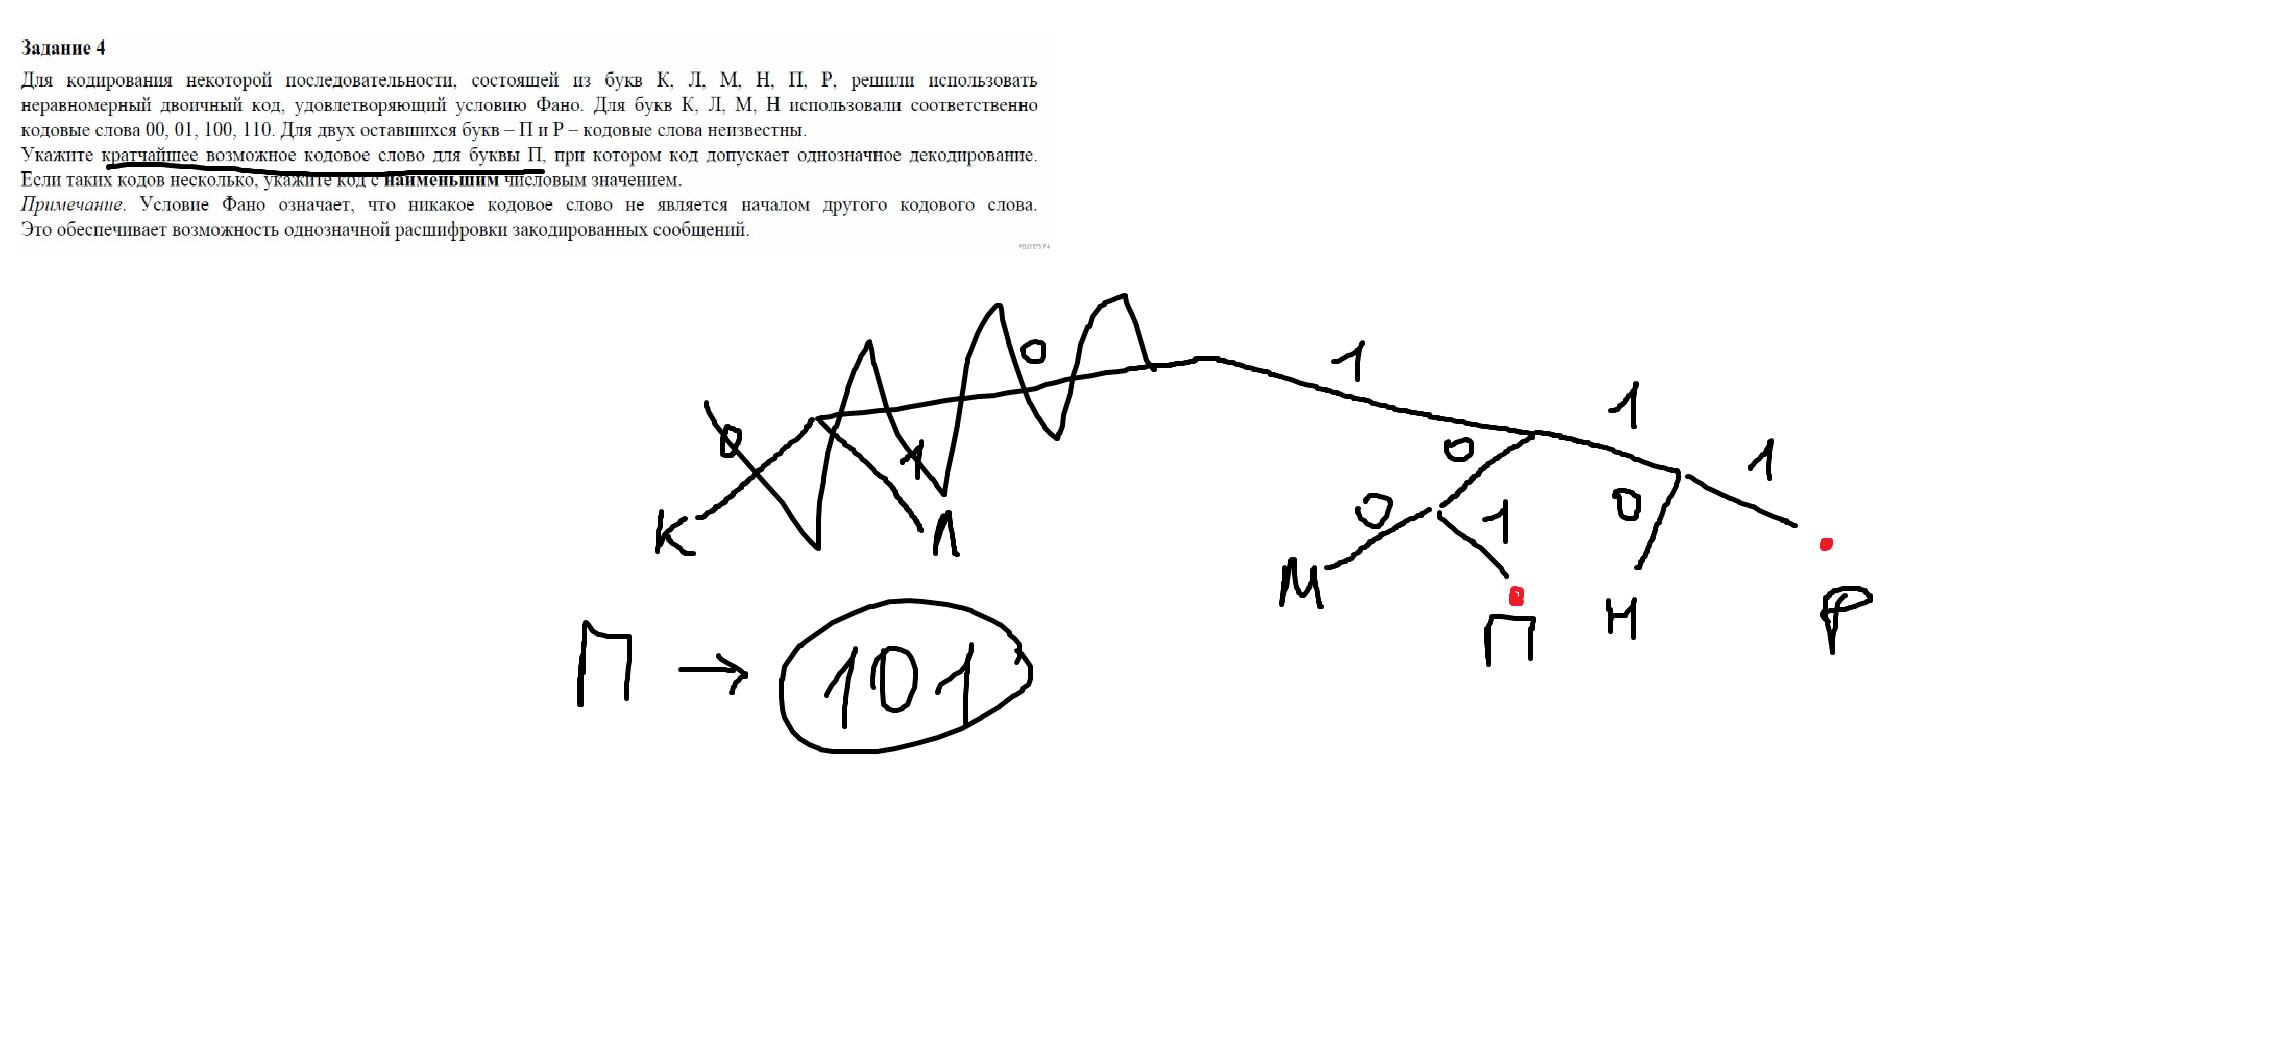 Задание 4
Для кодирования некоторой последовательности, состоящей из букв К, Л, М, Н, П, Р, решили использовать
неравномерный двоичный код, удовлетворяющий условию Фано. Для букв К, Л, М, Н использовали соответственно
кодовые слова 00, 01, 100, 110. Для двух оставшихся букв – П и Р – кодовые слова неизвестны.
Укажите кратчайшее возможное кодовое слово для буквы П, при котором код допускает однозначное декодирование.
Если таких кодов несколько, укажите код с наименьшим числовым значением.
Примечание. Условие Фано означает, что никакое кодовое слово не является началом другого кодового слова.
Это обеспечивает возможность однозначной расшифровки закодированных сообщений.
0 1
1
0 1 0 1
0 1 0
К Л
М П Н Р
П → 101